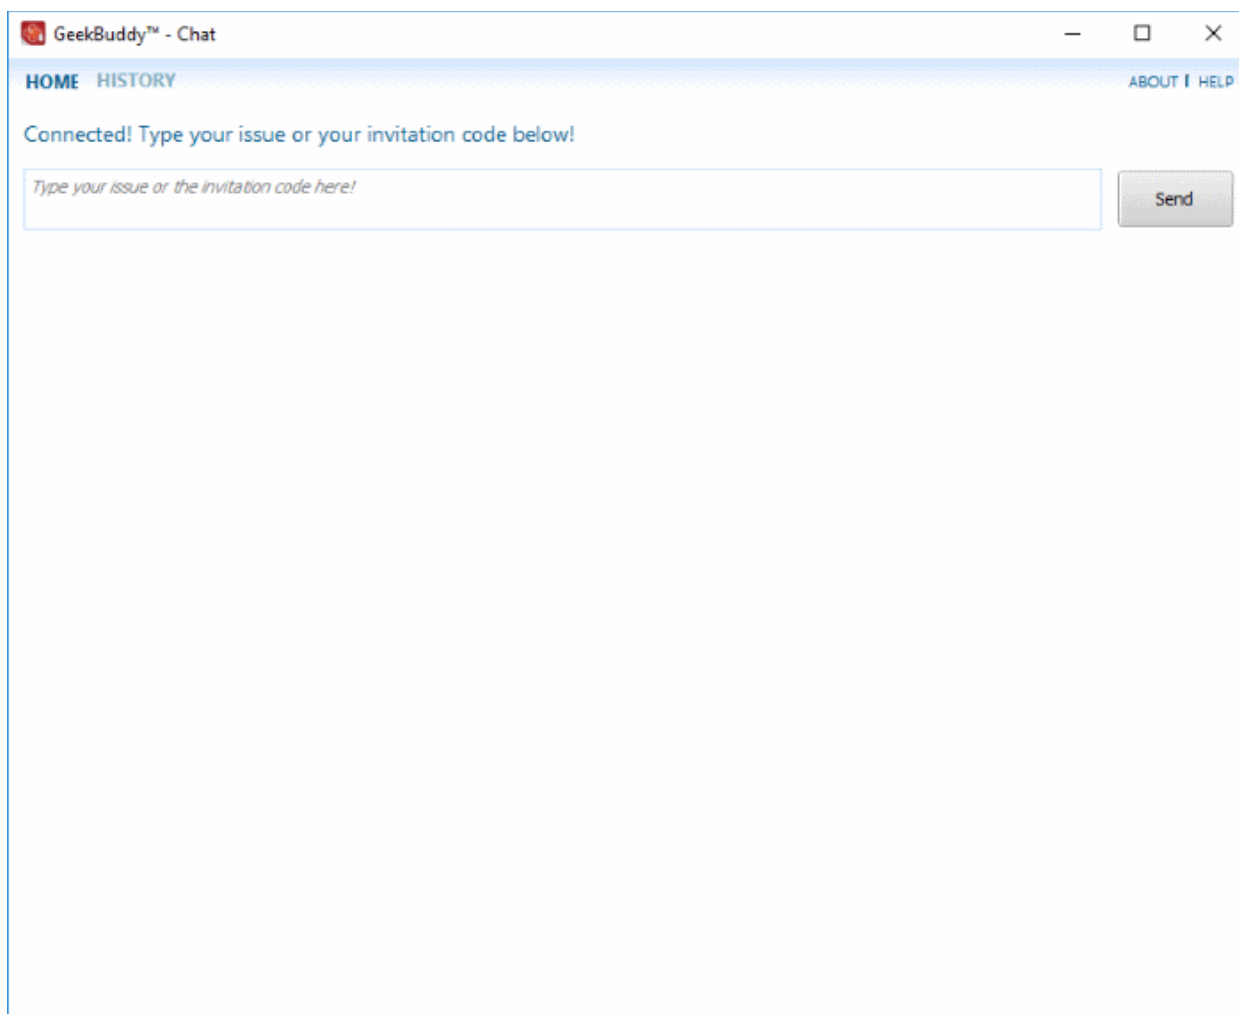 GeekBuddy™ - Chat
HOME HISTORY ABOUT | HELP
Connected! Type your issue or your invitation code below!
Type your issue or the invitation code here!
Send